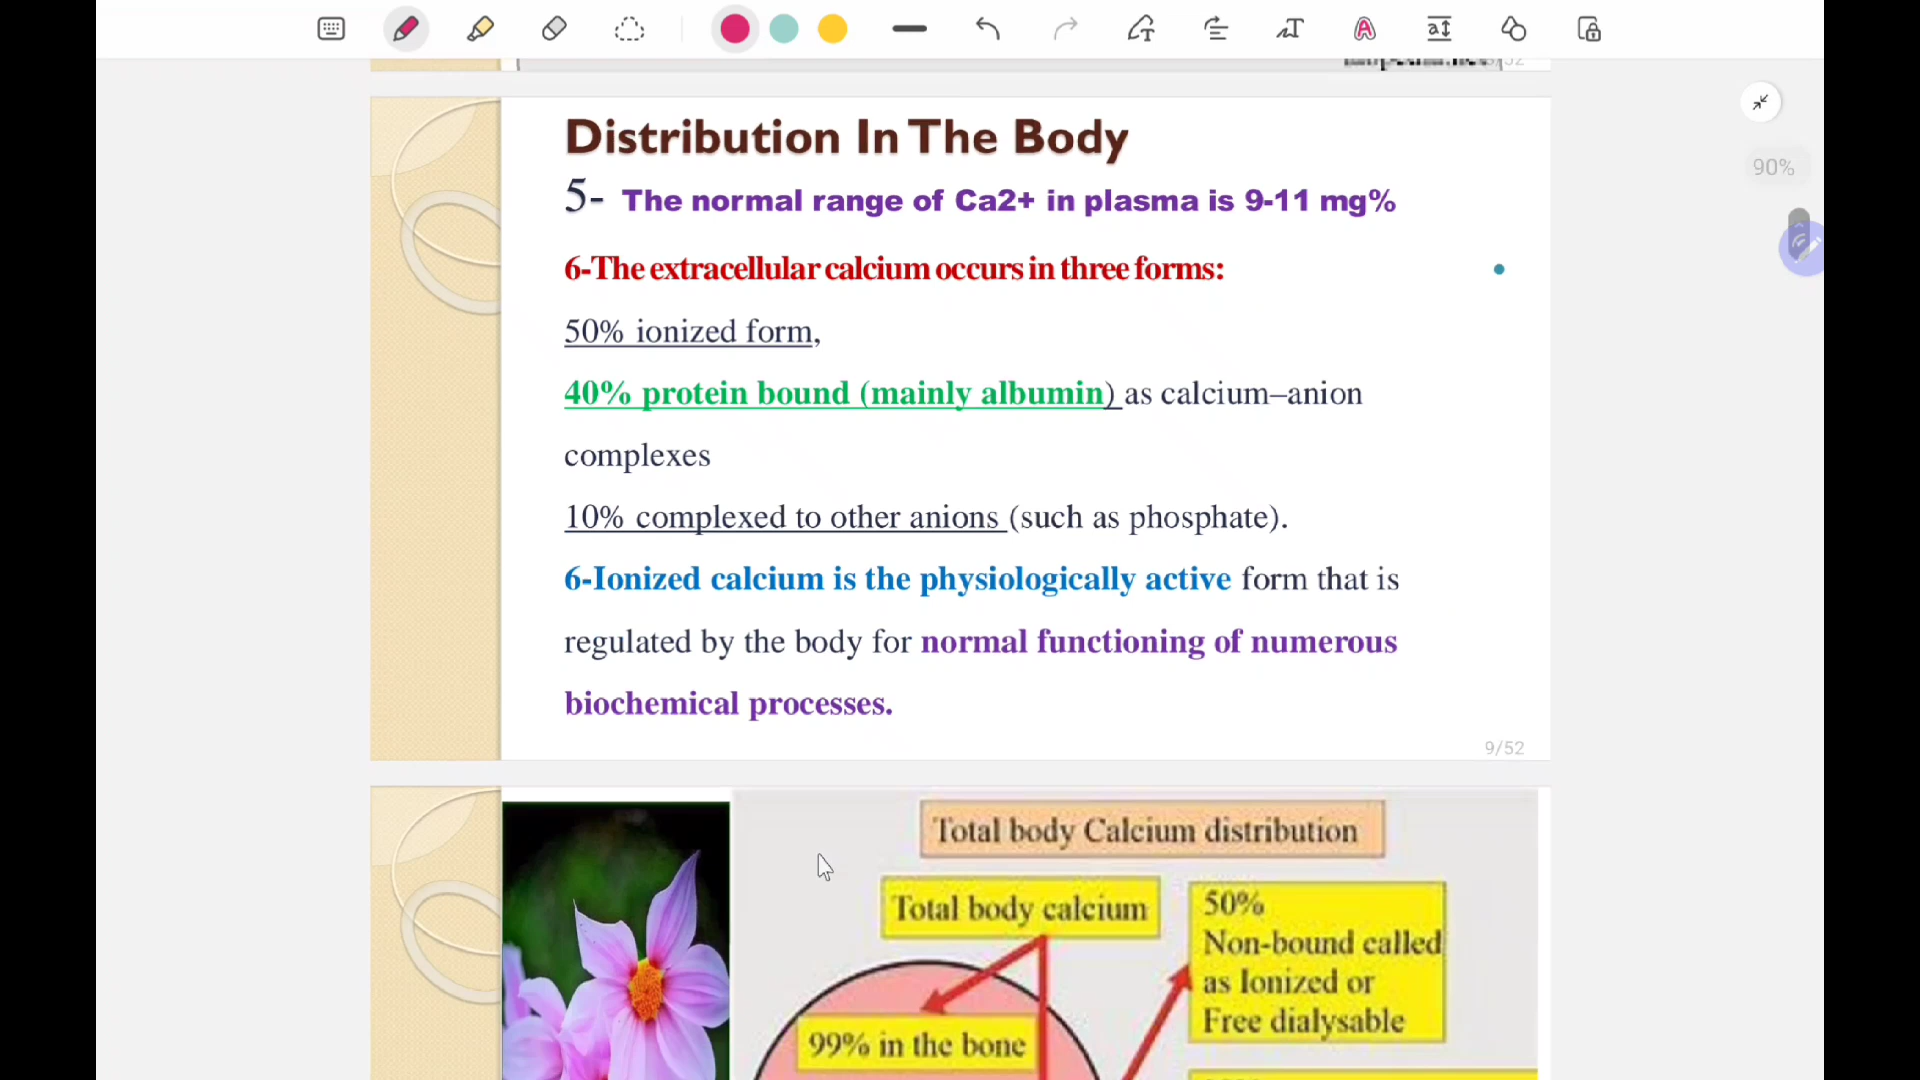 Distribution In The Body
5- The normal range of Ca2+ in plasma is 9-11 mg%
6-The extracellular calcium occurs in three forms:
50% ionized form,
40% protein bound (mainly albumin) as calcium–anion
complexes
10% complexed to other anions (such as phosphate).
6-Ionized calcium is the physiologically active form that is
regulated by the body for normal functioning of numerous
biochemical processes.
9/52
90%
Total body Calcium distribution
Total body calcium
50%
Non-bound called
as Ionized or
Free dialysable
99% in the bone